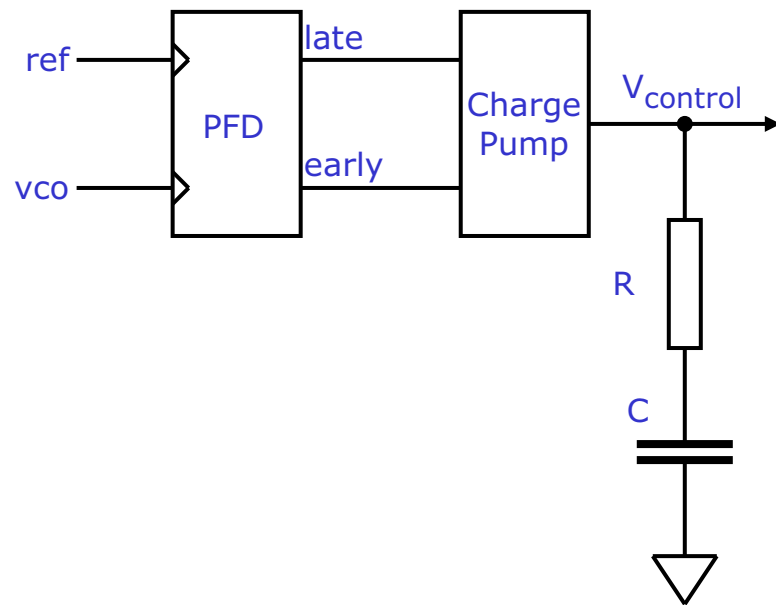 ref
late
PFD
Charge
Pump
Vcontrol
early
vco
R
C